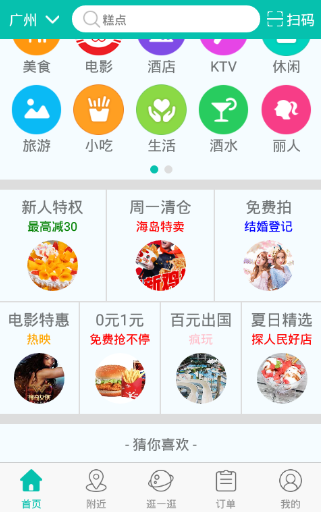 广州 糕点 扫码
美食 电影 酒店 KTV 休闲
旅游 小吃 生活 酒水 丽人
新人特权 周一清仓 免费拍
最高减30 海岛特卖 结婚登记
电影特惠 0元1元 百元出国 夏日精选
热映 免费抢不停 疯玩 探人民好店
- 猜你喜欢 -
首页 附近 逛一逛 订单 我的